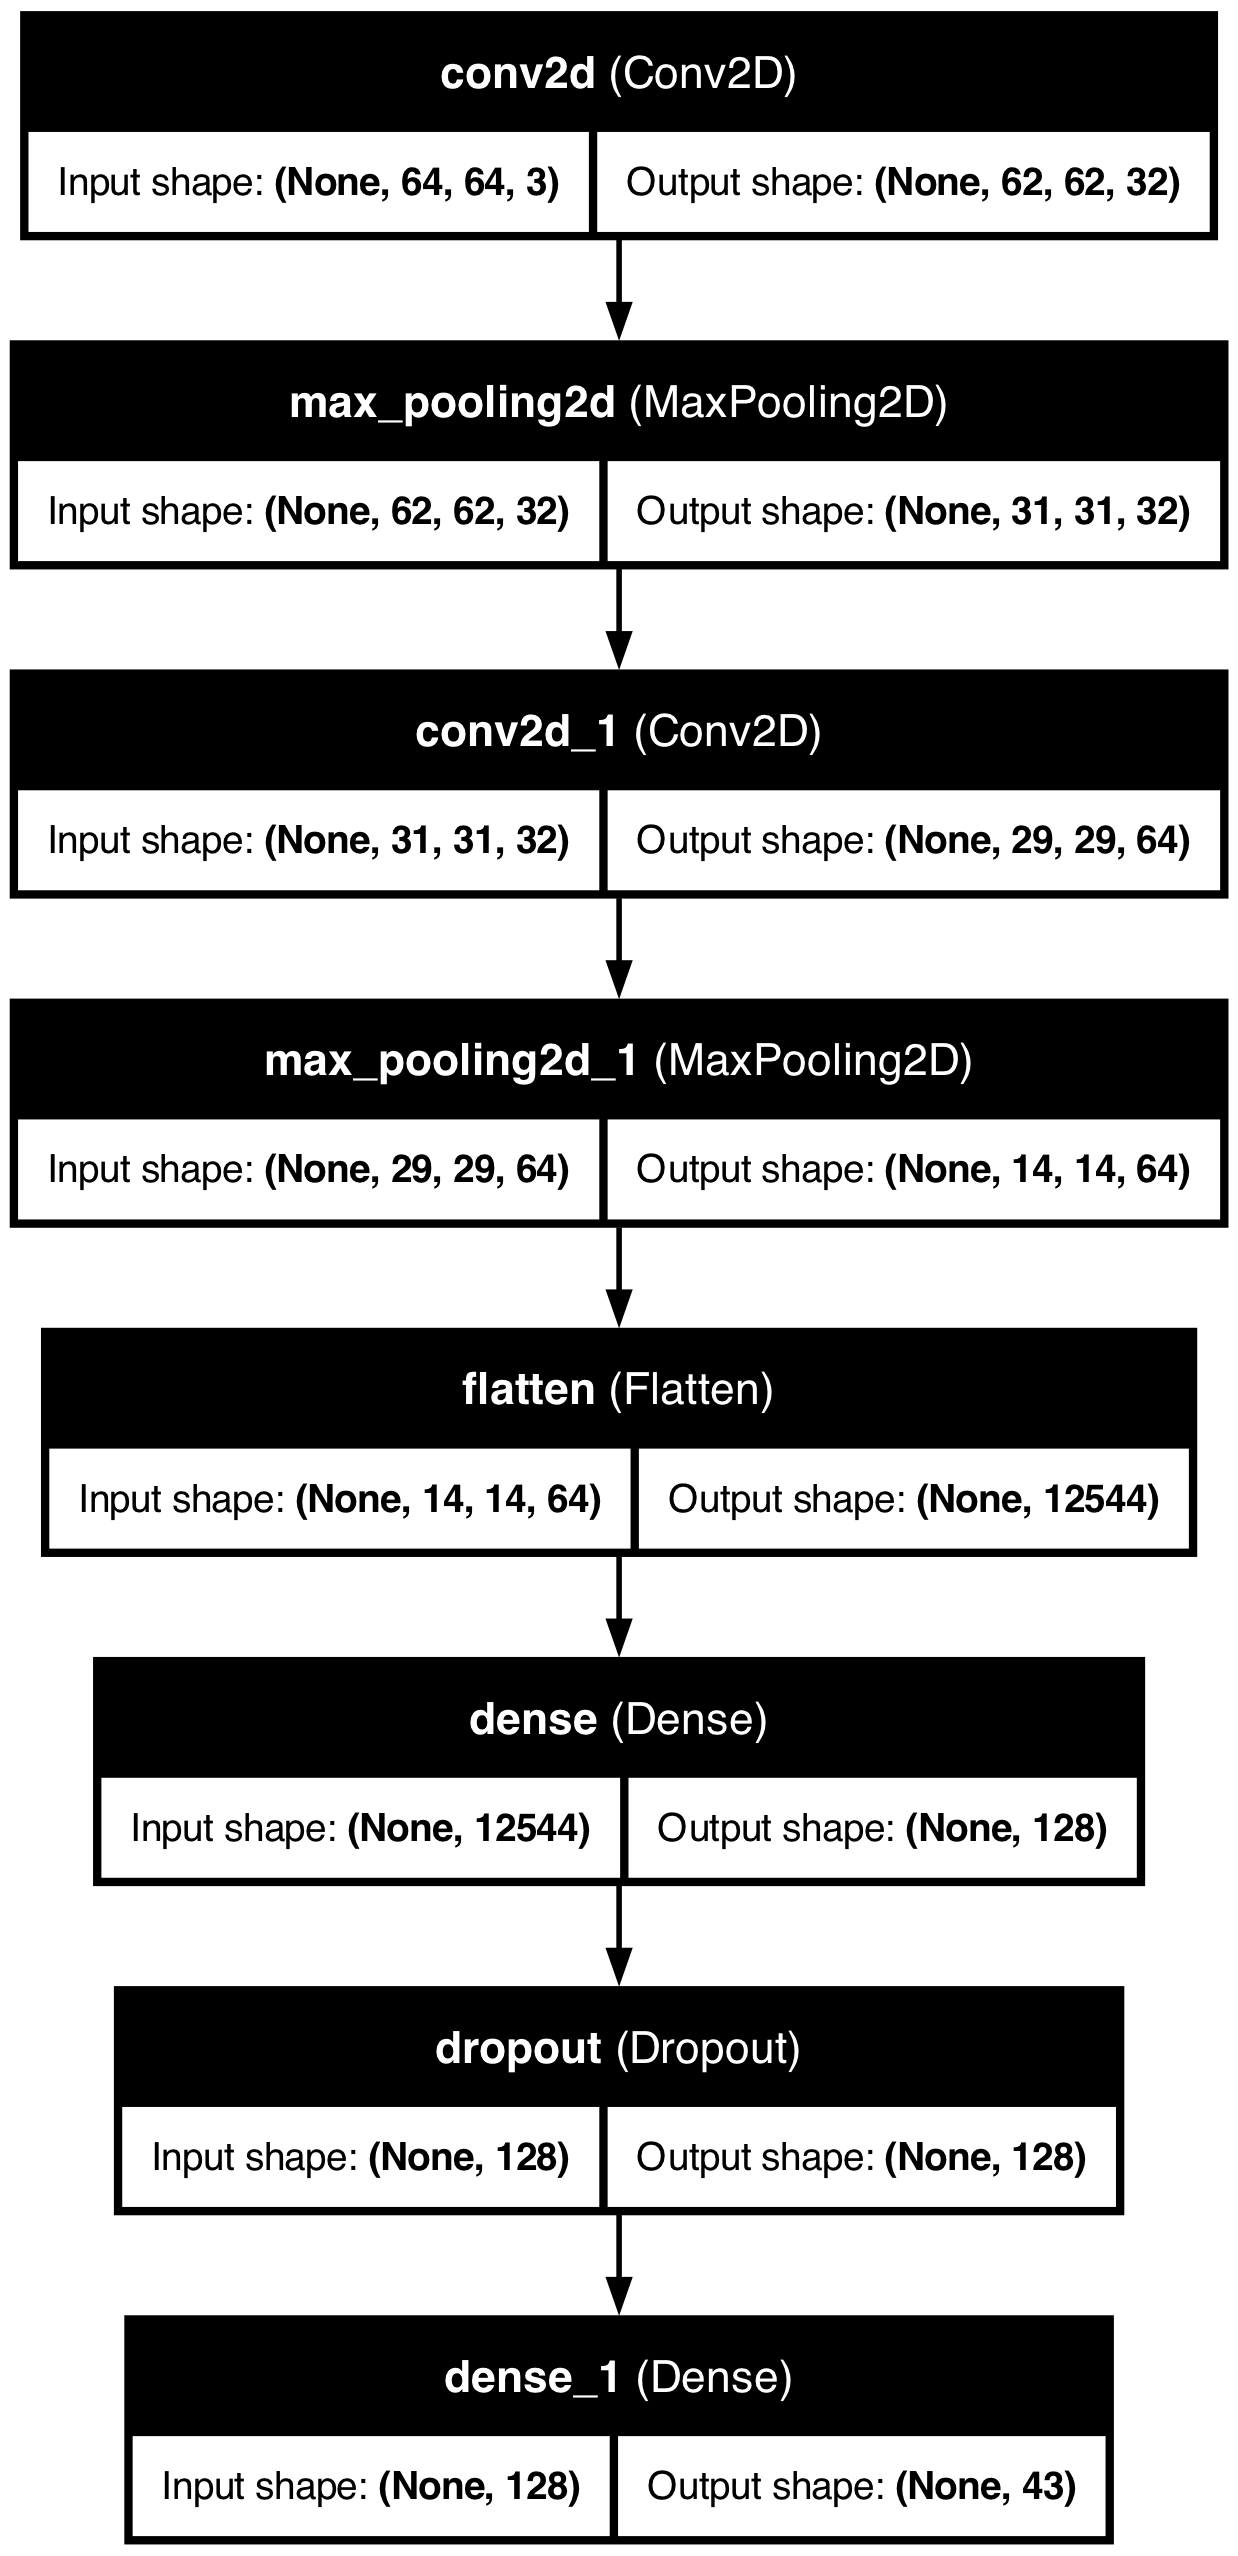 conv2d (Conv2D)
Input shape: (None, 64, 64, 3) Output shape: (None, 62, 62, 32)
max_pooling2d (MaxPooling2D)
Input shape: (None, 62, 62, 32) Output shape: (None, 31, 31, 32)
conv2d_1 (Conv2D)
Input shape: (None, 31, 31, 32) Output shape: (None, 29, 29, 64)
max_pooling2d_1 (MaxPooling2D)
Input shape: (None, 29, 29, 64) Output shape: (None, 14, 14, 64)
flatten (Flatten)
Input shape: (None, 14, 14, 64) Output shape: (None, 12544)
dense (Dense)
Input shape: (None, 12544) Output shape: (None, 128)
dropout (Dropout)
Input shape: (None, 128) Output shape: (None, 128)
dense_1 (Dense)
Input shape: (None, 128) Output shape: (None, 43)